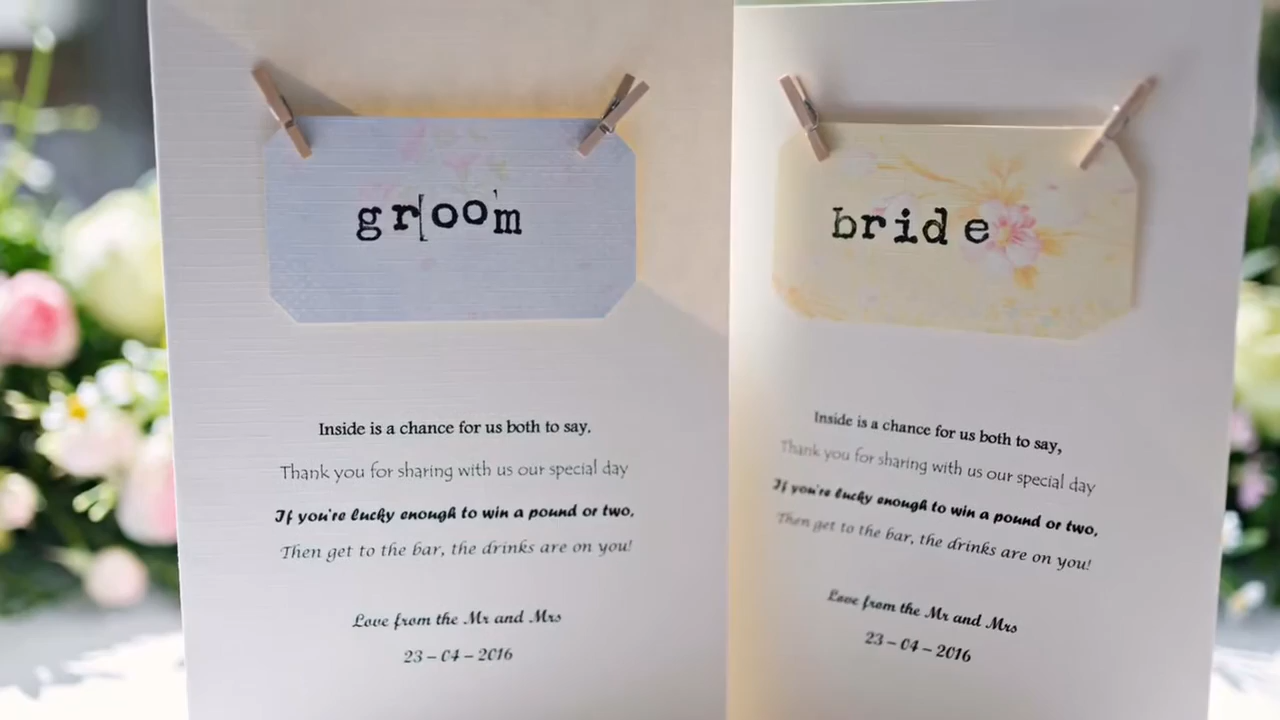 groom
Inside is a chance for us both to say.
Thank you for sharing with us our special day
If you're lucky enough to win a pound or two,
Then get to the bar, the drinks are on you!
Love from the Mr and Mrs
23 – 04 – 2016
bride
Inside is a chance for us both to say,
Thank you for sharing with us our special day
If you're lucky enough to win a pound or two,
Then get to the bar, the drinks are on you!
Love from the Mr and Mrs
23 – 04 – 2016